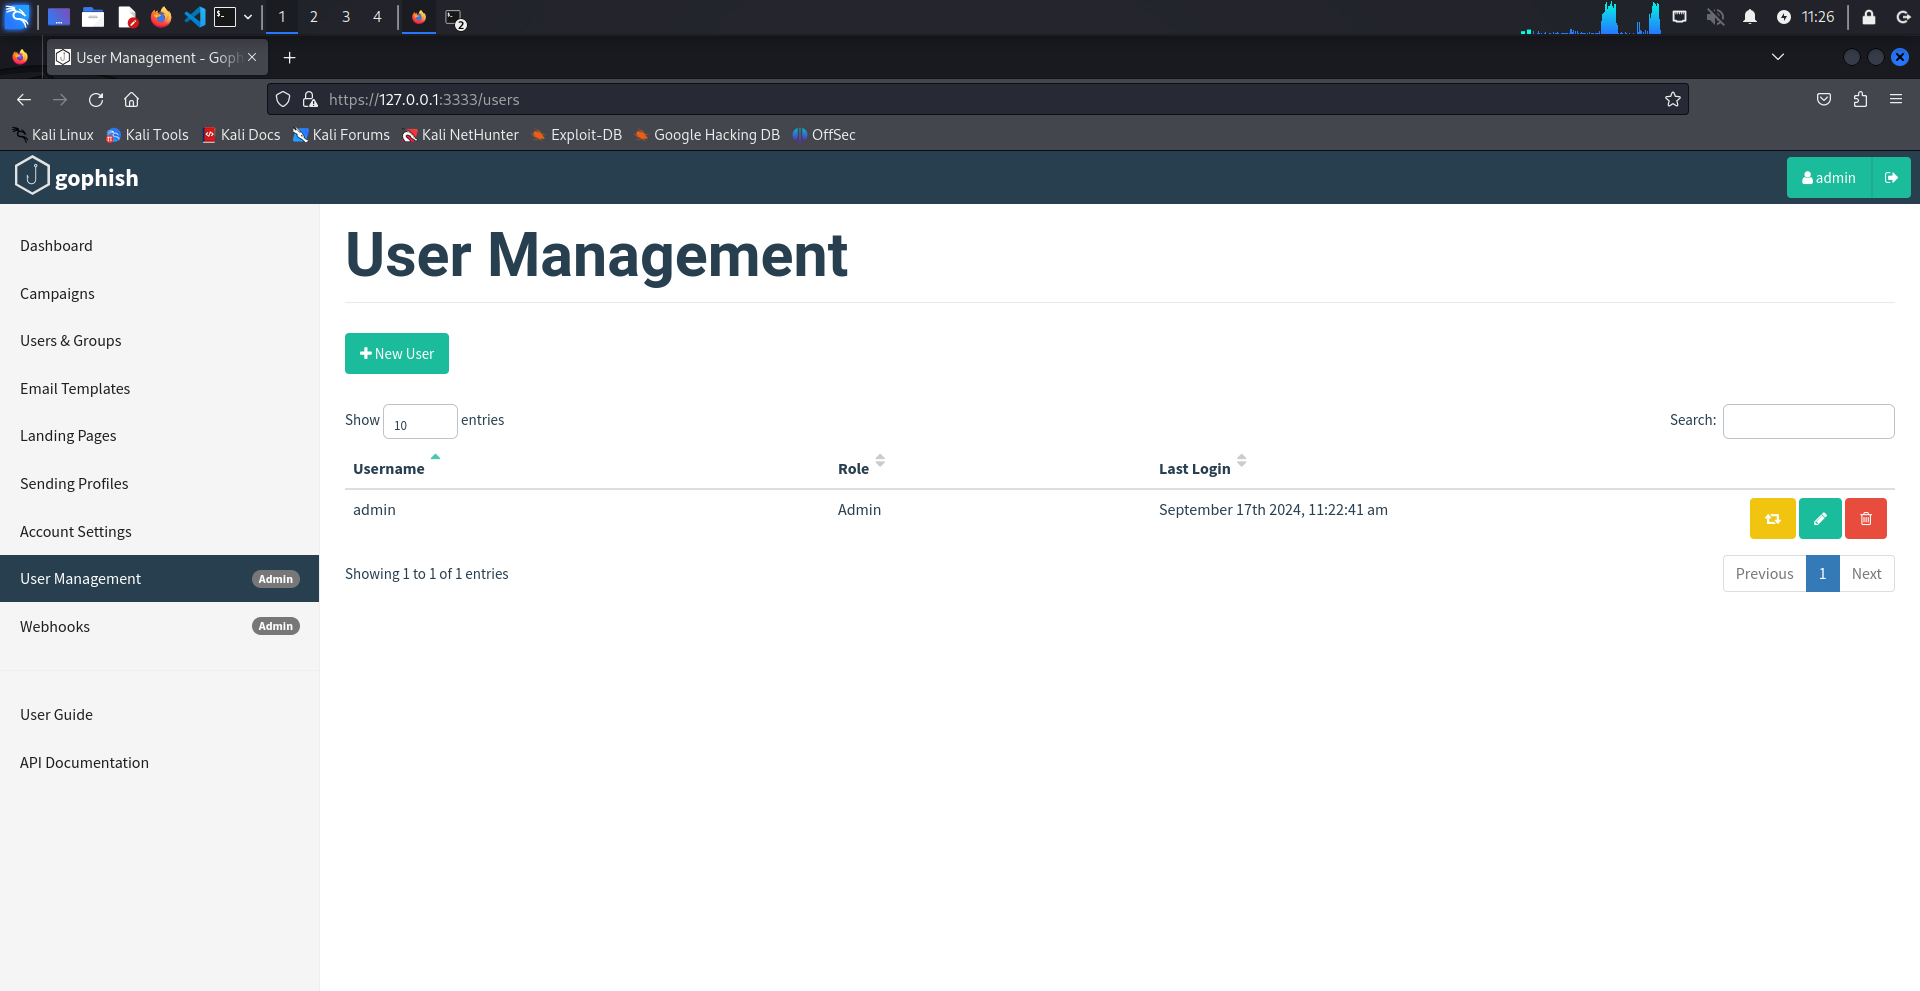 1 2 3 4 2 11:26
User Management - Goph
https://127.0.0.1:3333/users
Kali Linux Kali Tools Kali Docs Kali Forums Kali NetHunter Exploit-DB Google Hacking DB OffSec
gophish admin
Dashboard
Campaigns
Users & Groups
Email Templates
Landing Pages
Sending Profiles
Account Settings
User Management Admin
Webhooks Admin
User Guide
API Documentation
User Management
New User
Show 10 entries Search:
Username Role Last Login
admin Admin September 17th 2024, 11:22:41 am
Showing 1 to 1 of 1 entries Previous 1 Next